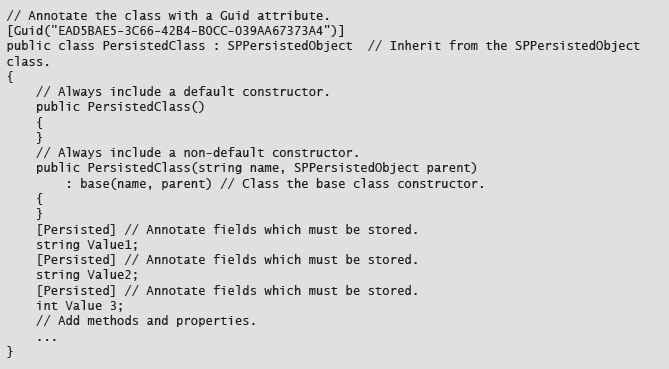 // Annotate the class with a Guid attribute.
[Guid("EAD5BAE5-3C66-42B4-BOCC-O39AA67373A4")]
public class PersistedClass : SPPersistedObject  // Inherit from the SPPersistedObject
class.
{
    // Always include a default constructor.
    public PersistedClass()
    {
    }
    // Always include a non-default constructor.
    public PersistedClass(string name, SPPersistedObject parent)
        : base(name, parent) // Class the base class constructor.
    {
    }
    [Persisted] // Annotate fields which must be stored.
    string Value1;
    [Persisted] // Annotate fields which must be stored.
    string Value2;
    [Persisted] // Annotate fields which must be stored.
    int Value 3;
    // Add methods and properties.
    ...
}